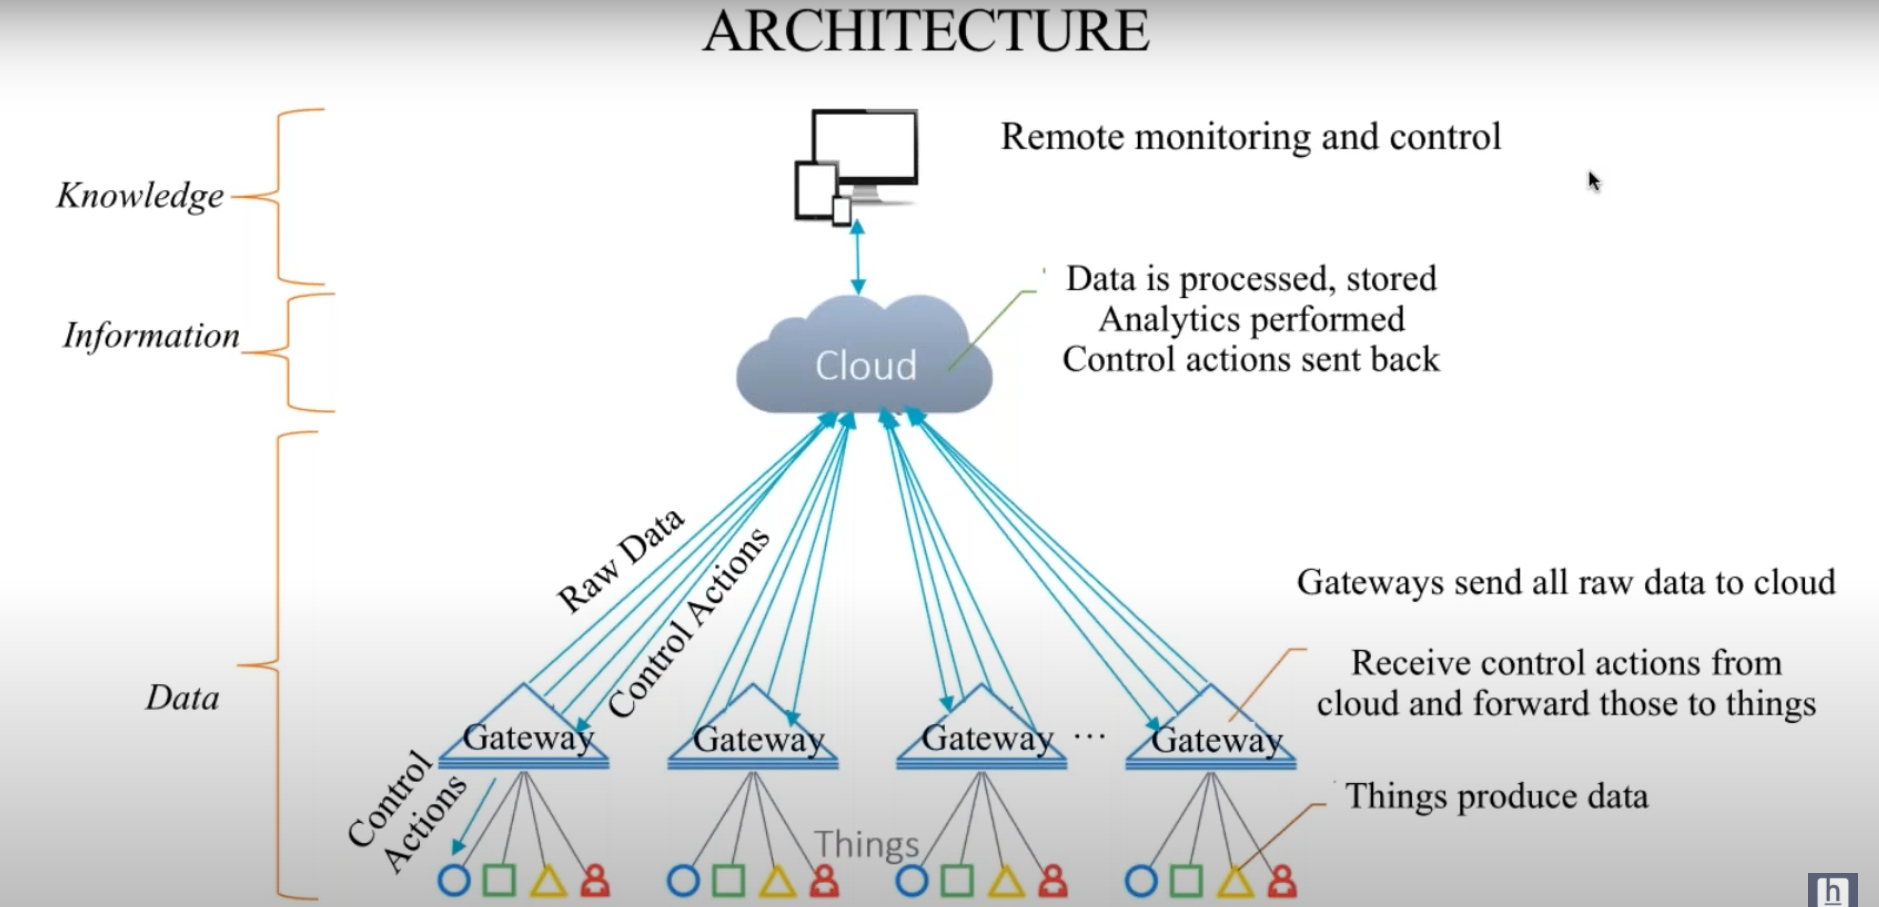 ARCHITECTURE
Remote monitoring and control
Knowledge
Data is processed, stored
Analytics performed
Control actions sent back
Information
Cloud
Raw Data
Control Actions
Gateways send all raw data to cloud
Receive control actions from
cloud and forward those to things
Data
Gateway
Gateway
Gateway
...
Gateway
Control
Actions
Things produce data
Things
h